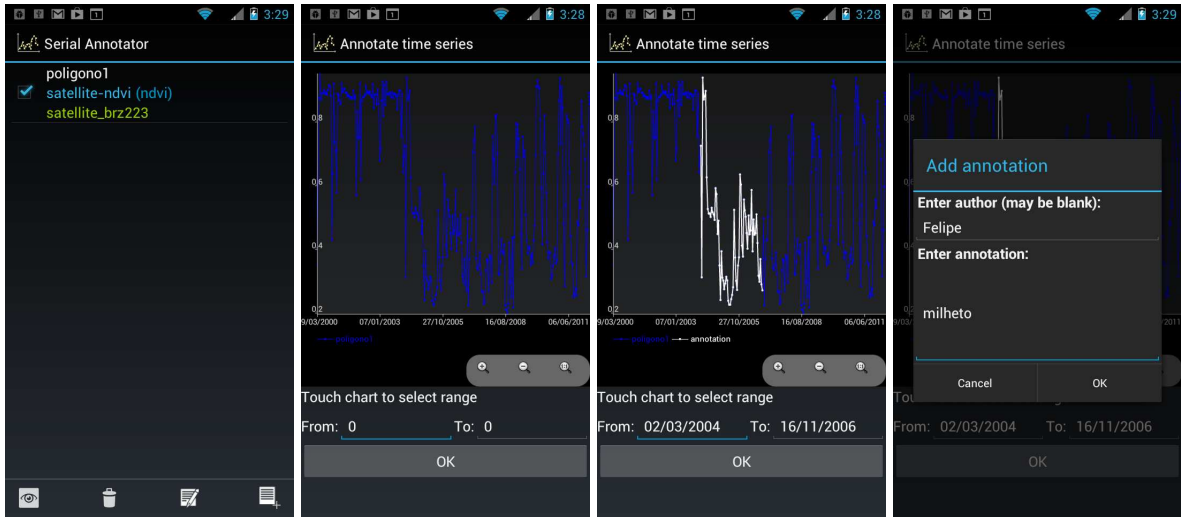 3:29
Serial Annotator
poligono1
satellite-ndvi (ndvi)
satellite_brz223
3:28
Annotate time series
0,8
0,6
0,4
0,2
9/03/2000 07/01/2003 27/10/2005 16/08/2008 06/06/2011
poligono1
Touch chart to select range
From: 0 To: 0
OK
3:28
Annotate time series
0,8
0,6
0,4
0,2
9/03/2000 07/01/2003 27/10/2005 16/08/2008 06/06/2011
poligono1 annotation
Touch chart to select range
From: 02/03/2004 To: 16/11/2006
OK
3:29
Annotate time series
0,8
Add annotation
Enter author (may be blank):
Felipe
Enter annotation:
milheto
Cancel OK
From: 02/03/2004 To: 16/11/2006
OK